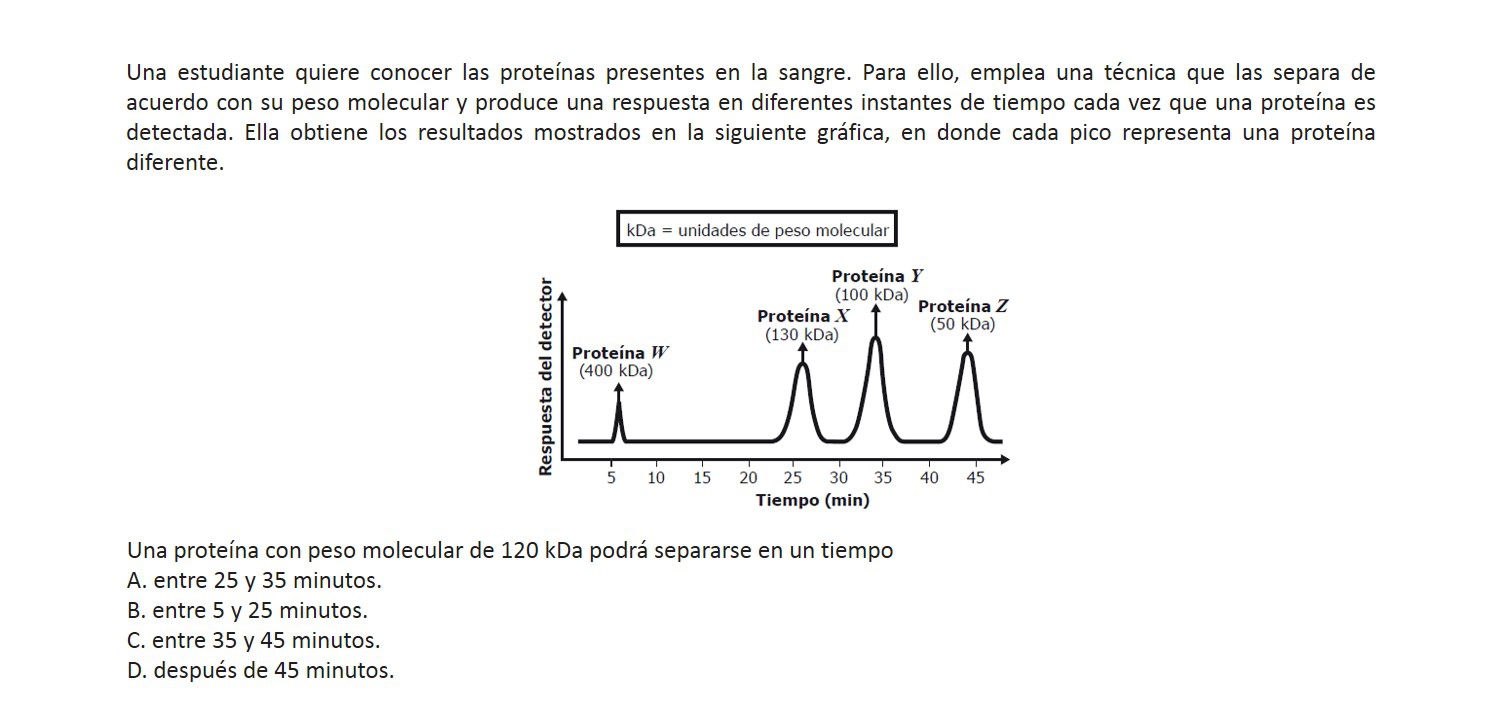 Una estudiante quiere conocer las proteínas presentes en la sangre. Para ello, emplea una técnica que las separa de
acuerdo con su peso molecular y produce una respuesta en diferentes instantes de tiempo cada vez que una proteína es
detectada. Ella obtiene los resultados mostrados en la siguiente gráfica, en donde cada pico representa una proteína
diferente.
kDa = unidades de peso molecular
Respuesta del detector
Proteína W
(400 kDa)
Proteína X
(130 kDa)
Proteína Y
(100 kDa)
Proteína Z
(50 kDa)
5 10 15 20 25 30 35 40 45
Tiempo (min)
Una proteína con peso molecular de 120 kDa podrá separarse en un tiempo
A. entre 25 y 35 minutos.
B. entre 5 y 25 minutos.
C. entre 35 y 45 minutos.
D. después de 45 minutos.